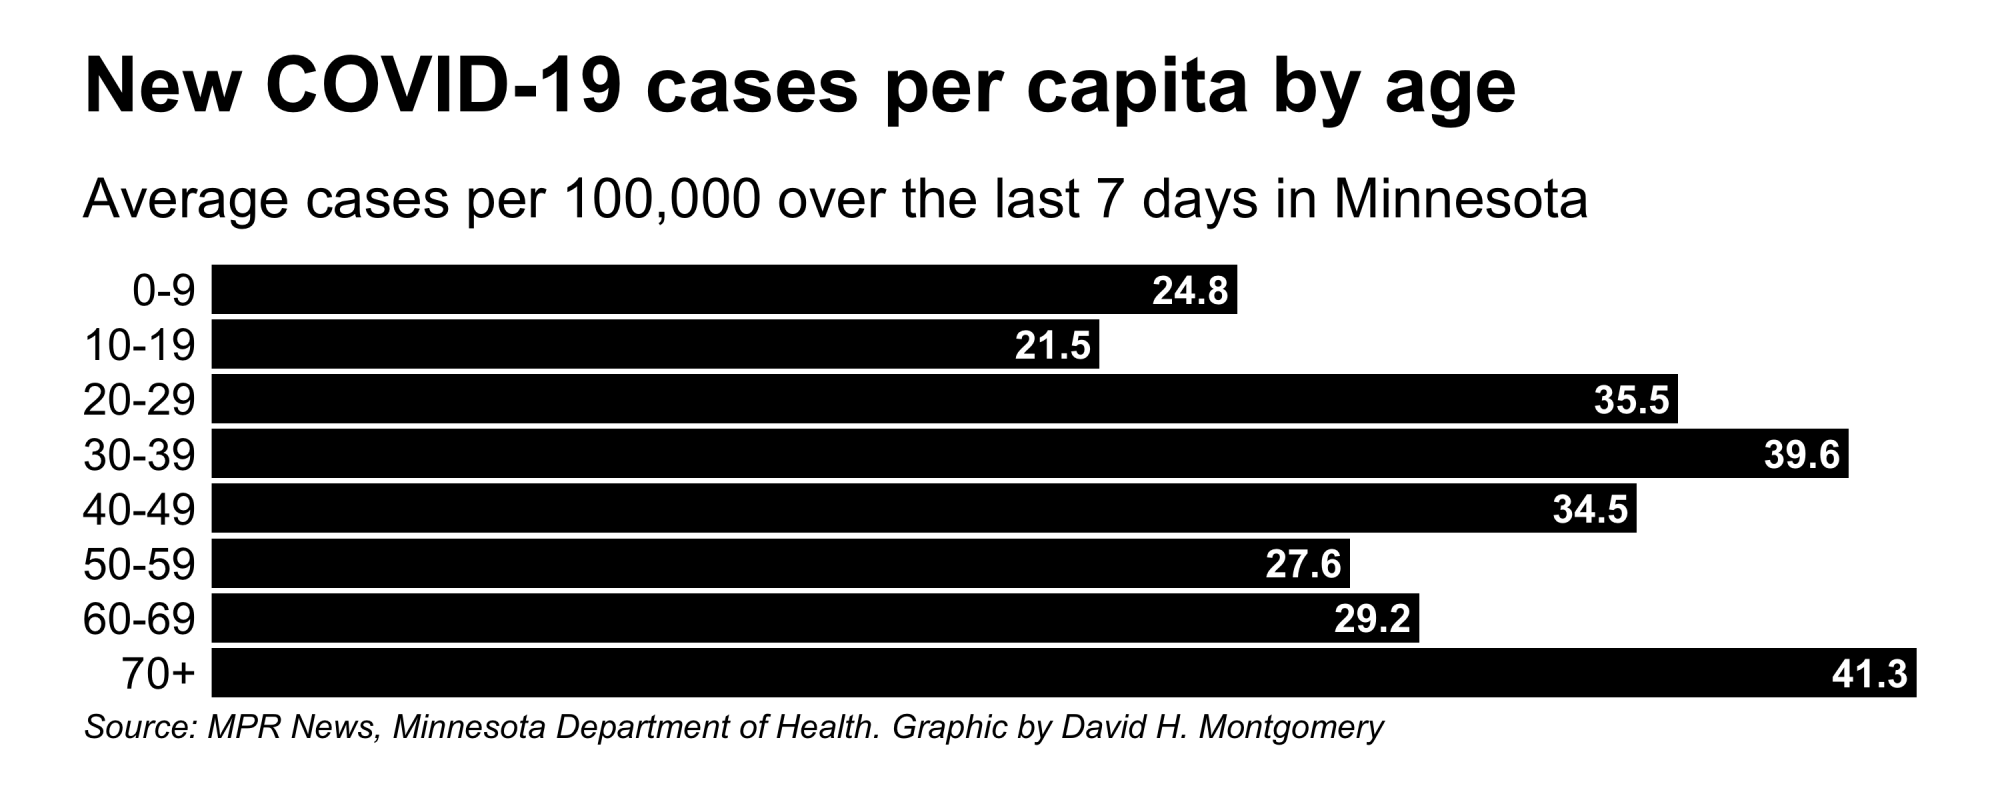 New COVID-19 cases per capita by age
Average cases per 100,000 over the last 7 days in Minnesota
0-9 24.8
10-19 21.5
20-29 35.5
30-39 39.6
40-49 34.5
50-59 27.6
60-69 29.2
70+ 41.3
Source: MPR News, Minnesota Department of Health. Graphic by David H. Montgomery